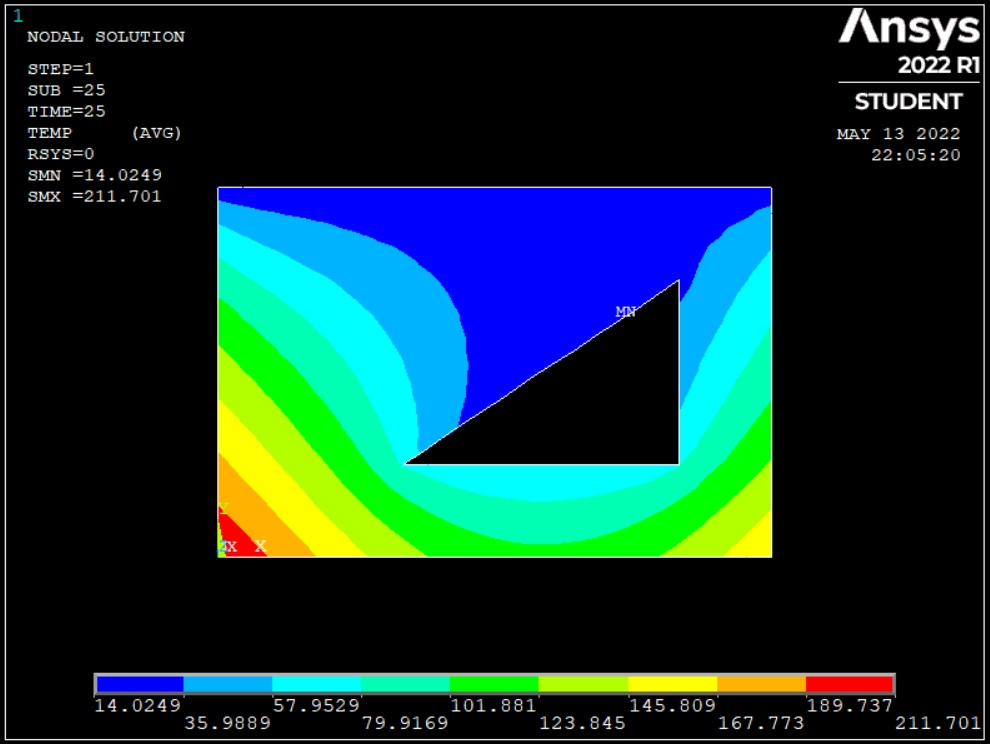 1
NODAL SOLUTION
STEP=1
SUB =25
TIME=25
TEMP (AVG)
RSYS=0
SMN =14.0249
SMX =211.701
Ansys
2022 R1
STUDENT
MAY 13 2022
22:05:20
MN
Y
X
14.0249 57.9529 101.881 145.809 189.737
35.9889 79.9169 123.845 167.773 211.701